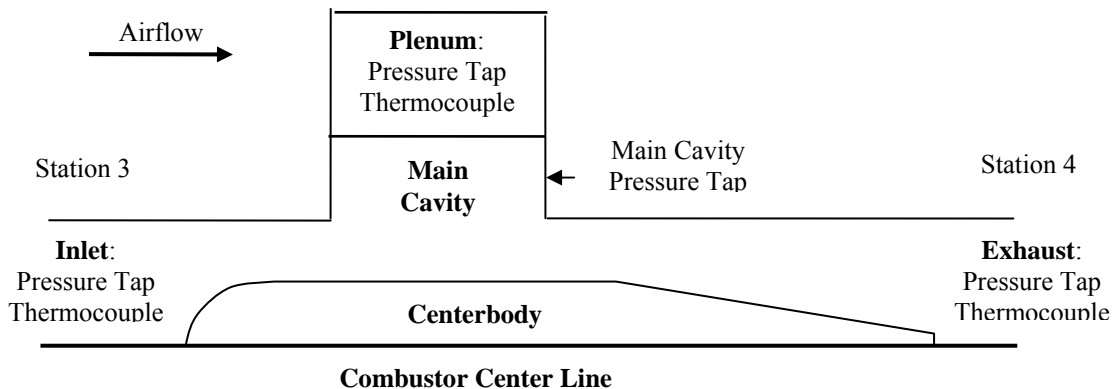 Airflow
Plenum:
Pressure Tap
Thermocouple
Station 3
Main
Cavity
Main Cavity
Pressure Tap
Station 4
Inlet:
Pressure Tap
Thermocouple
Exhaust:
Pressure Tap
Thermocouple
Centerbody
Combustor Center Line